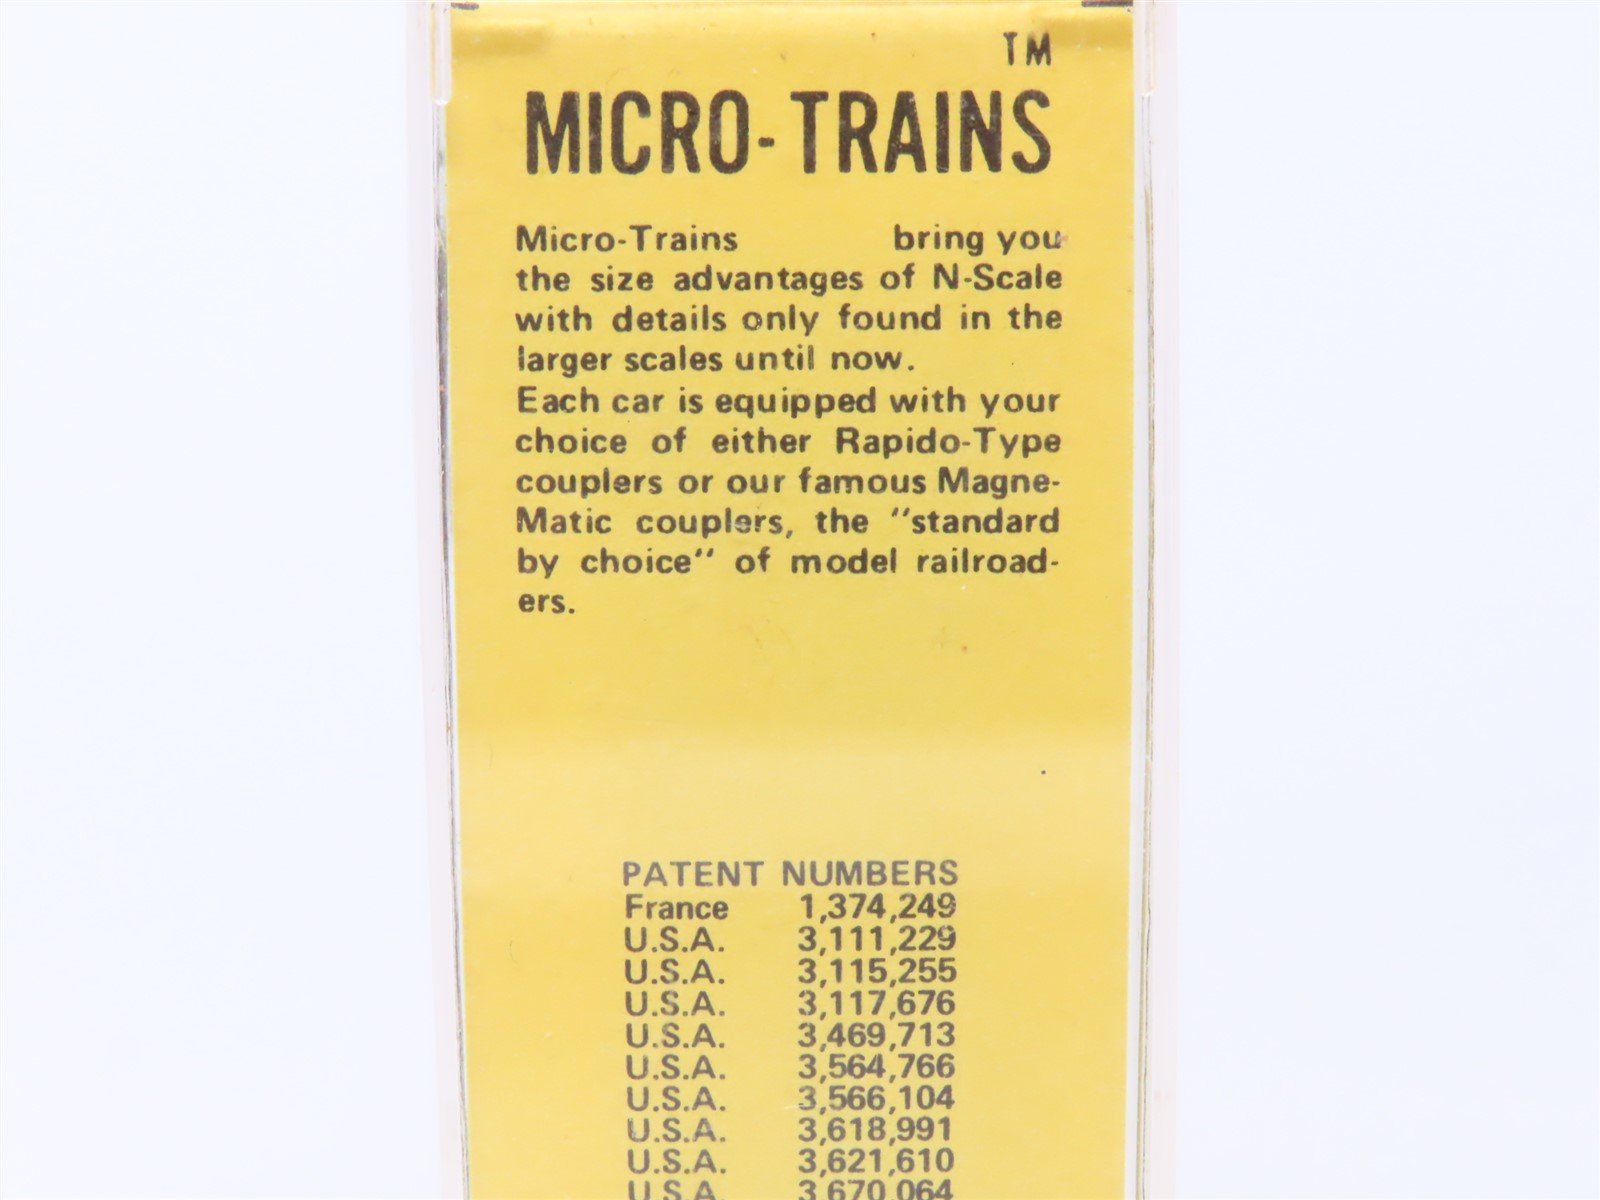 TM
MICRO-TRAINS
Micro-Trains bring you
the size advantages of N-Scale
with details only found in the
larger scales until now.
Each car is equipped with your
choice of either Rapido-Type
couplers or our famous Magne-
Matic couplers, the "standard
by choice" of model railroad-
ers.
PATENT NUMBERS
France 1,374,249
U.S.A. 3,111,229
U.S.A. 3,115,255
U.S.A. 3,117,676
U.S.A. 3,469,713
U.S.A. 3,564,766
U.S.A. 3,566,104
U.S.A. 3,618,991
U.S.A. 3,621,610
U.S.A. 3,670,064